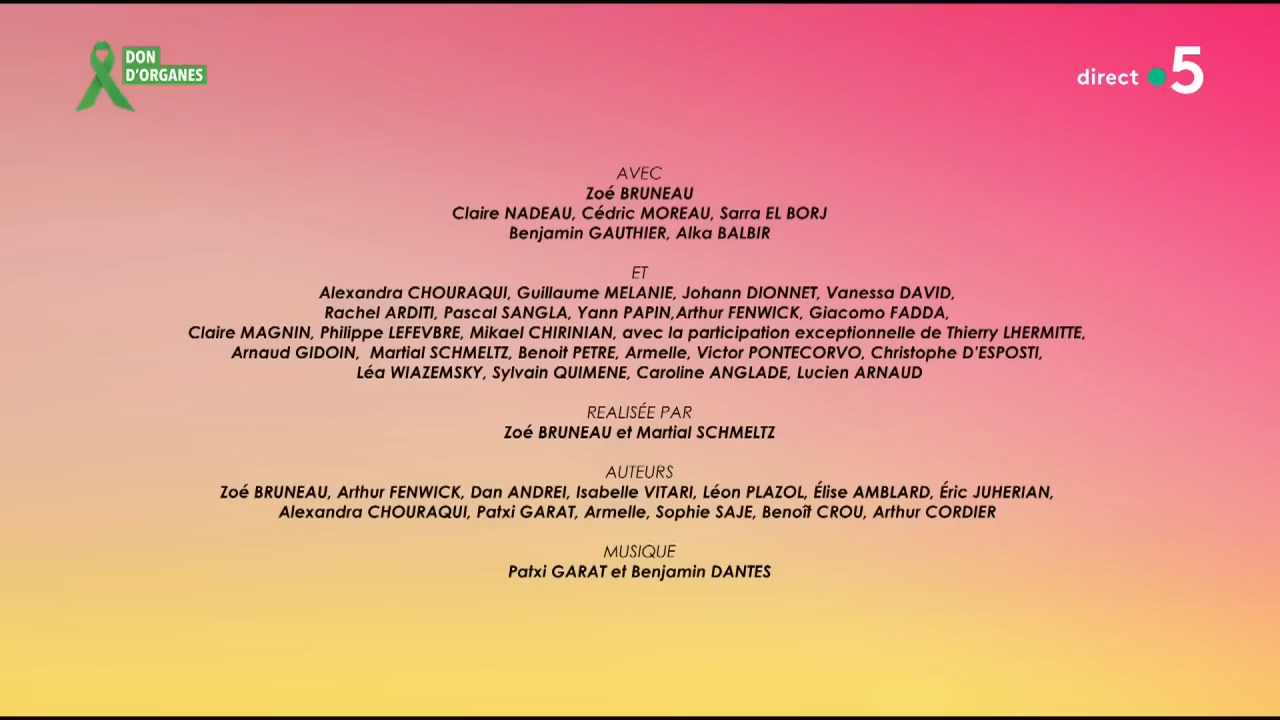 DON
D'ORGANES
direct 5
AVEC
Zoé BRUNEAU
Claire NADEAU, Cédric MOREAU, Sarra EL BORJ
Benjamin GAUTHIER, Alka BALBIR
ET
Alexandra CHOURAQUI, Guillaume MELANIE, Johann DIONNET, Vanessa DAVID,
Rachel ARDITI, Pascal SANGLA, Yann PAPIN,Arthur FENWICK, Giacomo FADDA,
Claire MAGNIN, Philippe LEFEVBRE, Mikael CHIRINIAN, avec la participation exceptionnelle de Thierry LHERMITTE,
Arnaud GIDOIN,  Martial SCHMELTZ, Benoit PETRE, Armelle, Victor PONTECORVO, Christophe D'ESPOSTI,
Léa WIAZEMSKY, Sylvain QUIMENE, Caroline ANGLADE, Lucien ARNAUD
REALISÉE PAR
Zoé BRUNEAU et Martial SCHMELTZ
AUTEURS
Zoé BRUNEAU, Arthur FENWICK, Dan ANDREI, Isabelle VITARI, Léon PLAZOL, Élise AMBLARD, Éric JUHERIAN,
Alexandra CHOURAQUI, Patxi GARAT, Armelle, Sophie SAJE, Benoît CROU, Arthur CORDIER
MUSIQUE
Patxi GARAT et Benjamin DANTES